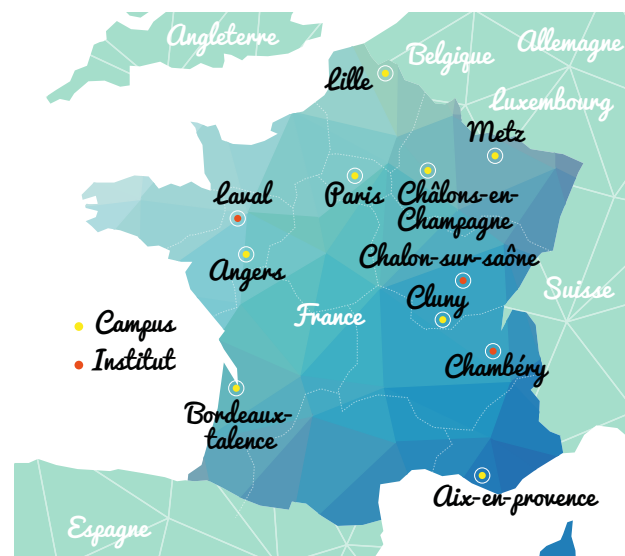 Angleterre
Belgique
Allemagne
Lille
Luxembourg
Metz
Laval
Paris
Châlons-en-
Champagne
Angers
Chalon-sur-saône
Suisse
Cluny
France
Campus
Institut
Chambéry
Bordeaux-
talence
Aix-en-provence
Espagne